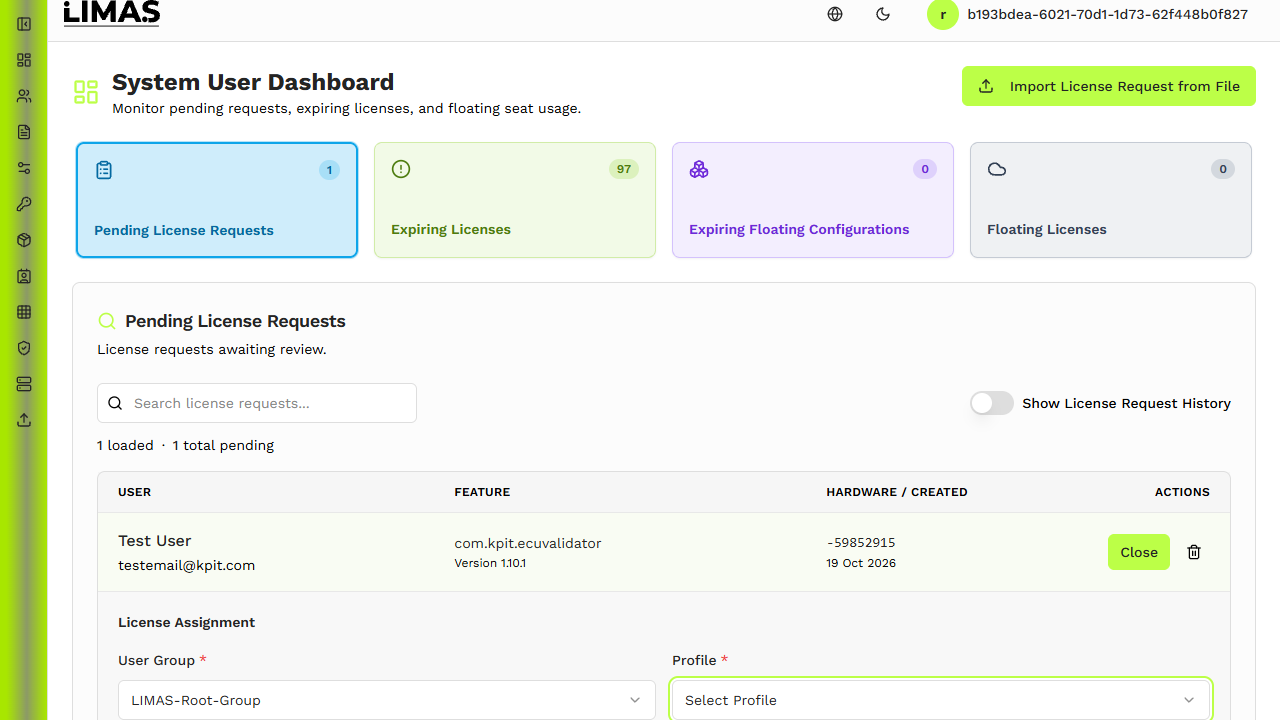 LIMAS
r
b193bdea-6021-70d1-1d73-62f448b0f827
System User Dashboard
Monitor pending requests, expiring licenses, and floating seat usage.
Import License Request from File
1
Pending License Requests
97
Expiring Licenses
0
Expiring Floating Configurations
0
Floating Licenses
Pending License Requests
License requests awaiting review.
Search license requests...
Show License Request History
1 loaded · 1 total pending
USER FEATURE HARDWARE / CREATED ACTIONS
Test User
testemail@kpit.com
com.kpit.ecuvalidator
Version 1.10.1
-59852915
19 Oct 2026
Close
License Assignment
User Group *
Profile *
LIMAS-Root-Group
Select Profile